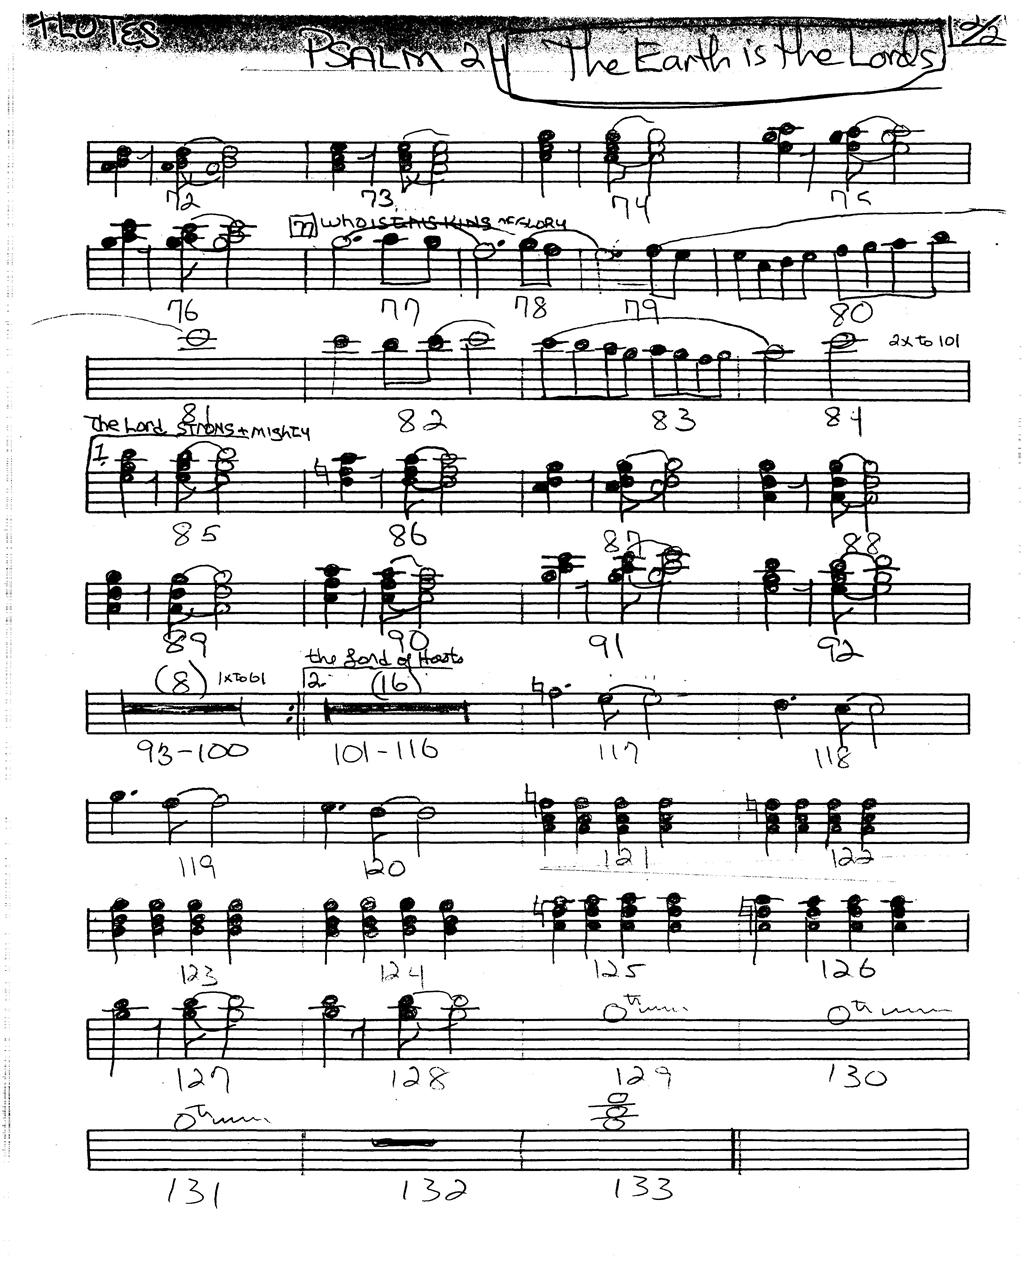 FLUTES
PSALM 24 The Earth is the Lords 2/2
72 73 74 75
77 WHO IS THIS KING OF GLORY
76 77 78 79 80
2x to 101
81 82 83 84
The Lord STRONG + Mighty
1.
85 86 87 88
89 90 91 92
the Lord of Hosts
(8) 1x to 61 2. (16)
93-100 101-116 117 118
119 120 121 122
123 124 125 126
tr tr
127 128 129 130
tr
131 132 133